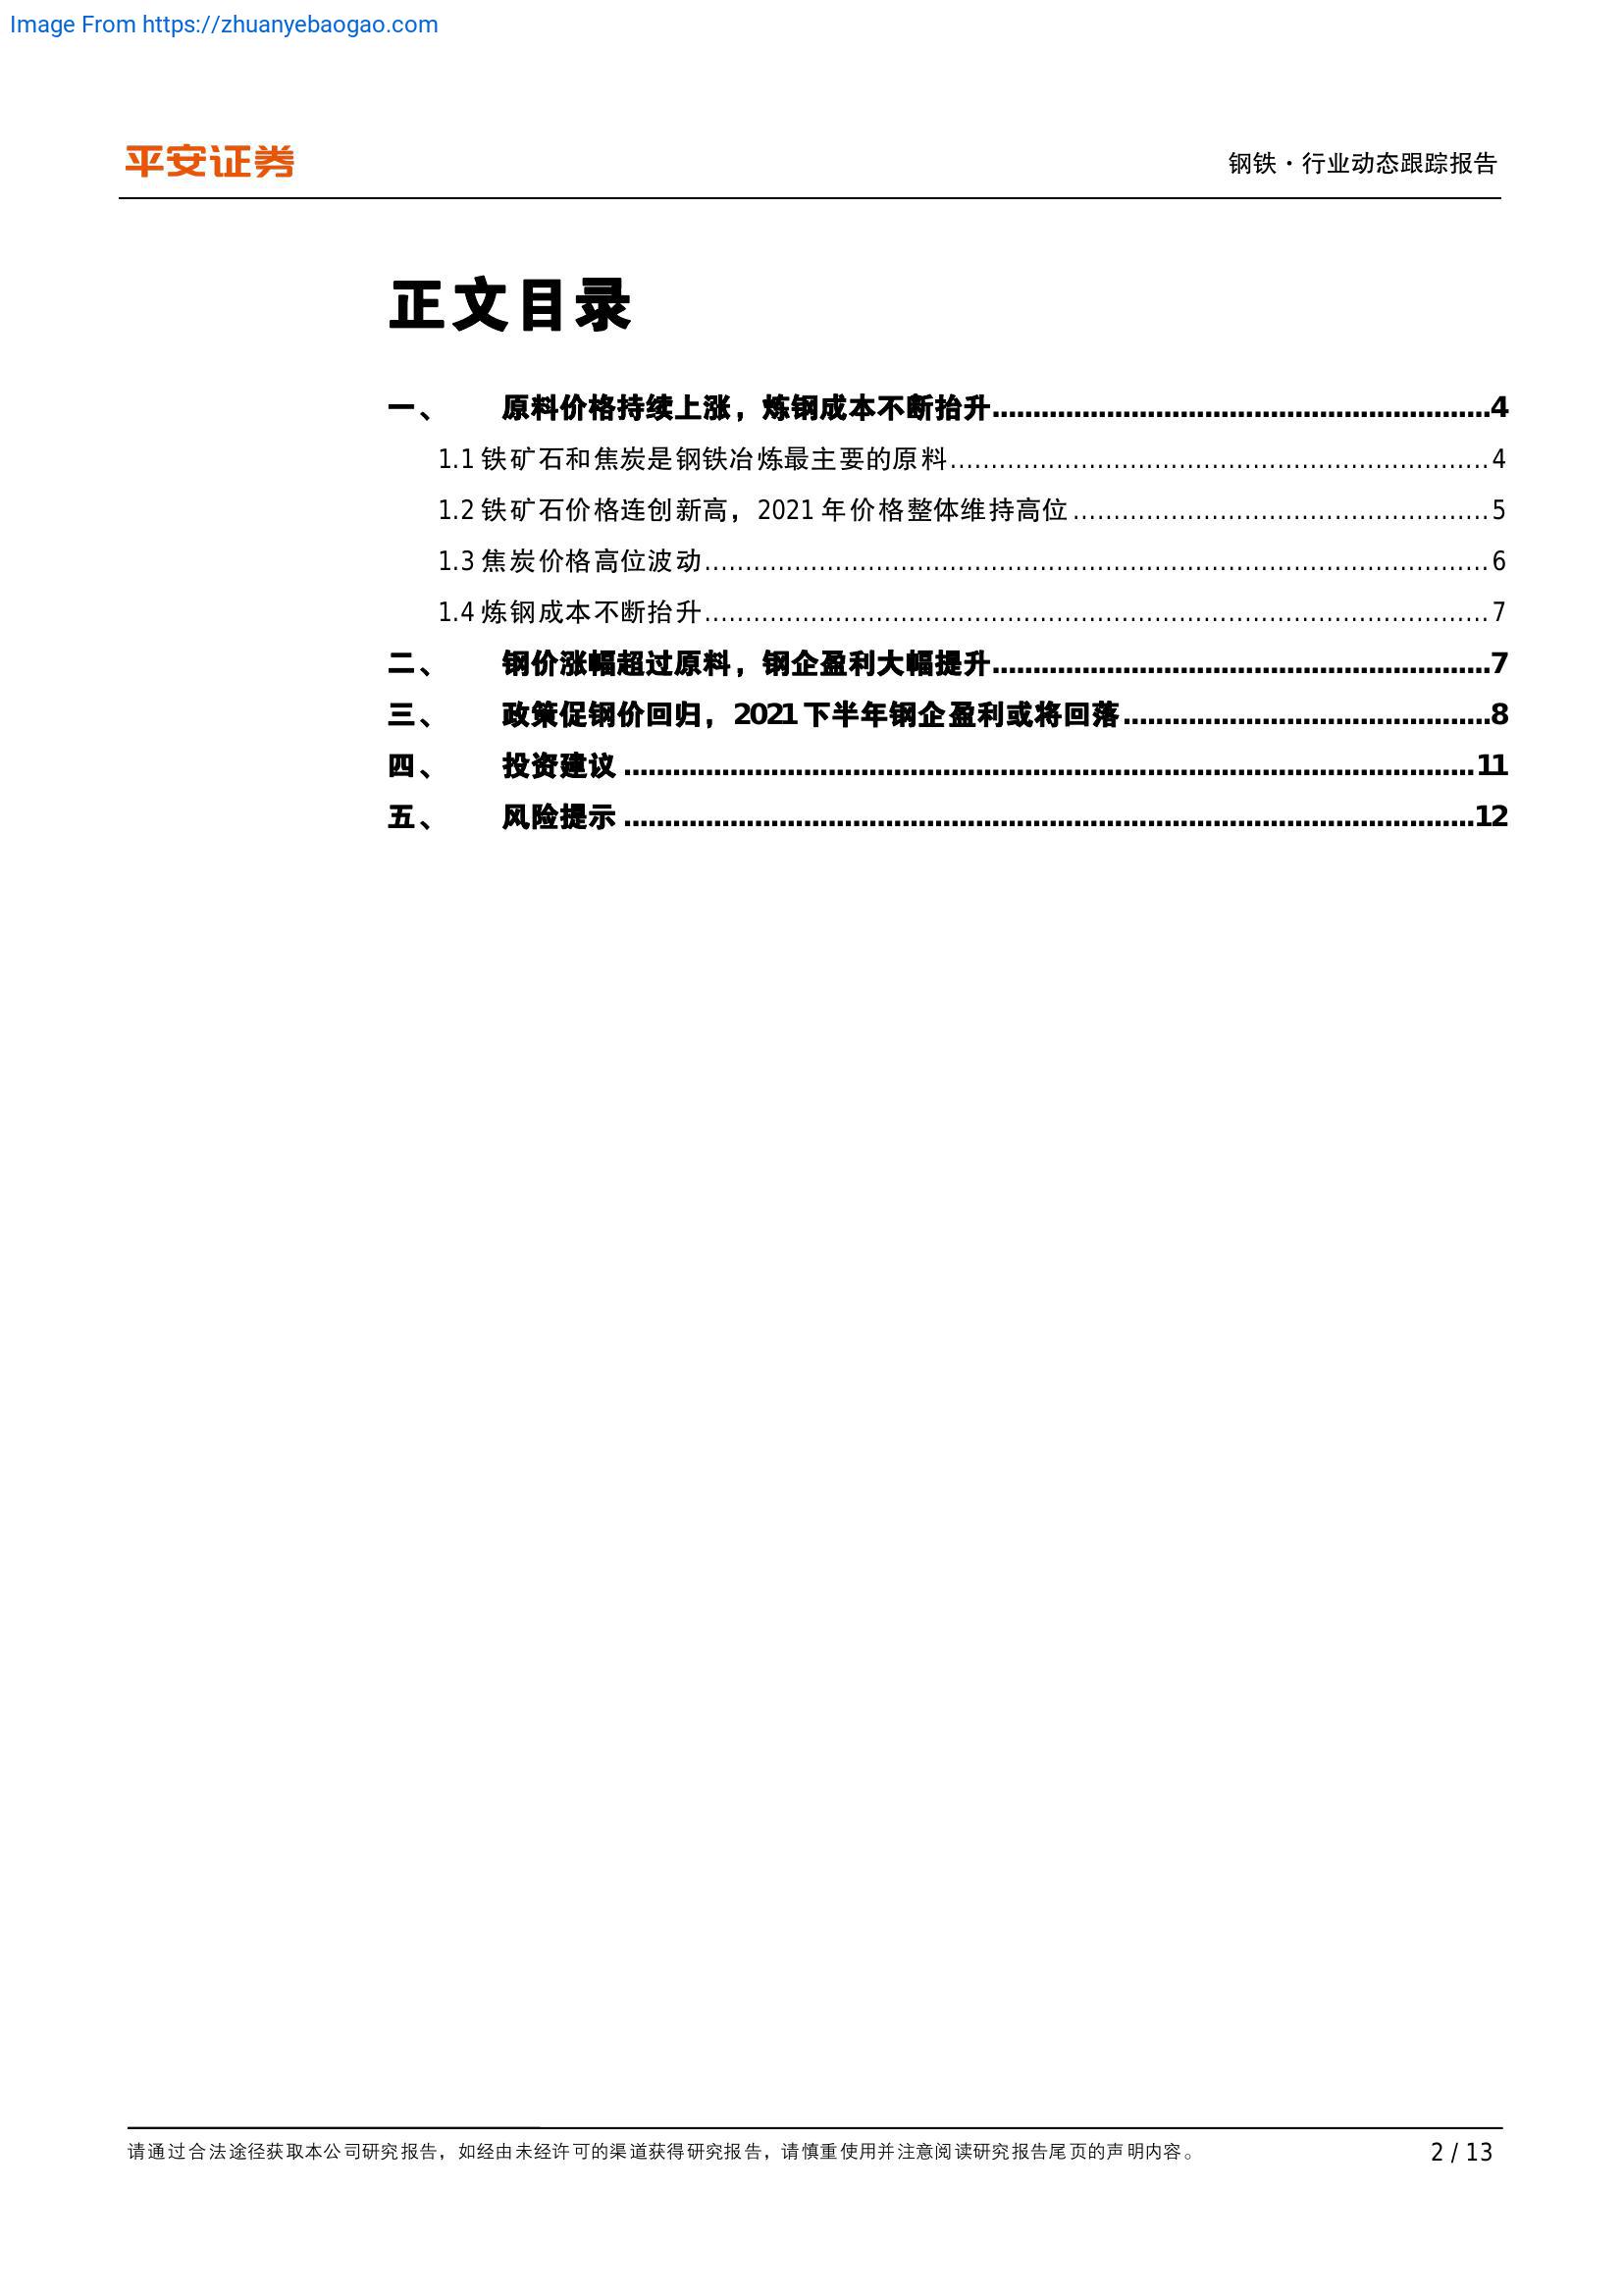 Image From https://zhuanyebaogao.com
平安证券
钢铁·行业动态跟踪报告
正文目录
一、 原料价格持续上涨，炼钢成本不断抬升............................................................4
1.1 铁矿石和焦炭是钢铁冶炼最主要的原料..................................................................4
1.2 铁矿石价格连创新高，2021 年价格整体维持高位...................................................5
1.3 焦炭价格高位波动................................................................................................6
1.4 炼钢成本不断抬升................................................................................................7
二、 钢价涨幅超过原料，钢企盈利大幅提升............................................................7
三、 政策促钢价回归，2021 下半年钢企盈利或将回落.............................................8
四、 投资建议 ........................................................................................................11
五、 风险提示 ........................................................................................................12
请通过合法途径获取本公司研究报告，如经由未经许可的渠道获得研究报告，请慎重使用并注意阅读研究报告尾页的声明内容。
2 / 13